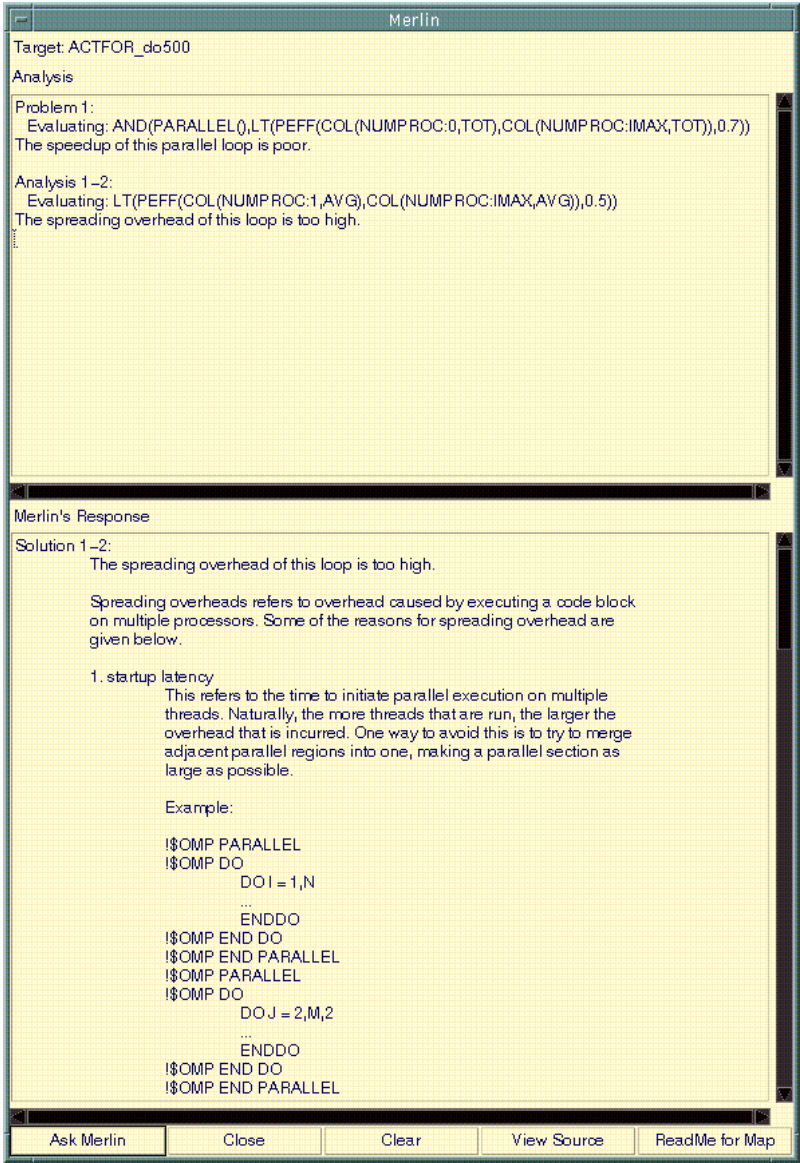 Merlin
Target: ACTFOR_do500
Analysis
Problem 1:
Evaluating: AND(PARALLEL(),LT(PEFF(COL(NUMPROC:0,TOT),COL(NUMPROC:IMAX,TOT)),0.7))
The speedup of this parallel loop is poor.
Analysis 1-2:
Evaluating: LT(PEFF(COL(NUMPROC:1,AVG),COL(NUMPROC:IMAX,AVG)),0.5))
The spreading overhead of this loop is too high.
Merlin's Response
Solution 1-2:
The spreading overhead of this loop is too high.
Spreading overheads refers to overhead caused by executing a code block
on multiple processors. Some of the reasons for spreading overhead are
given below.
1. startup latency
This refers to the time to initiate parallel execution on multiple
threads. Naturally, the more threads that are run, the larger the
overhead that is incurred. One way to avoid this is to try to merge
adjacent parallel regions into one, making a parallel section as
large as possible.
Example:
!$OMP PARALLEL
!$OMP DO
DO I = 1,N
...
ENDDO
!$OMP END DO
!$OMP END PARALLEL
!$OMP PARALLEL
!$OMP DO
DO J = 2,M,2
...
ENDDO
!$OMP END DO
!$OMP END PARALLEL
Ask Merlin Close Clear View Source ReadMe for Map